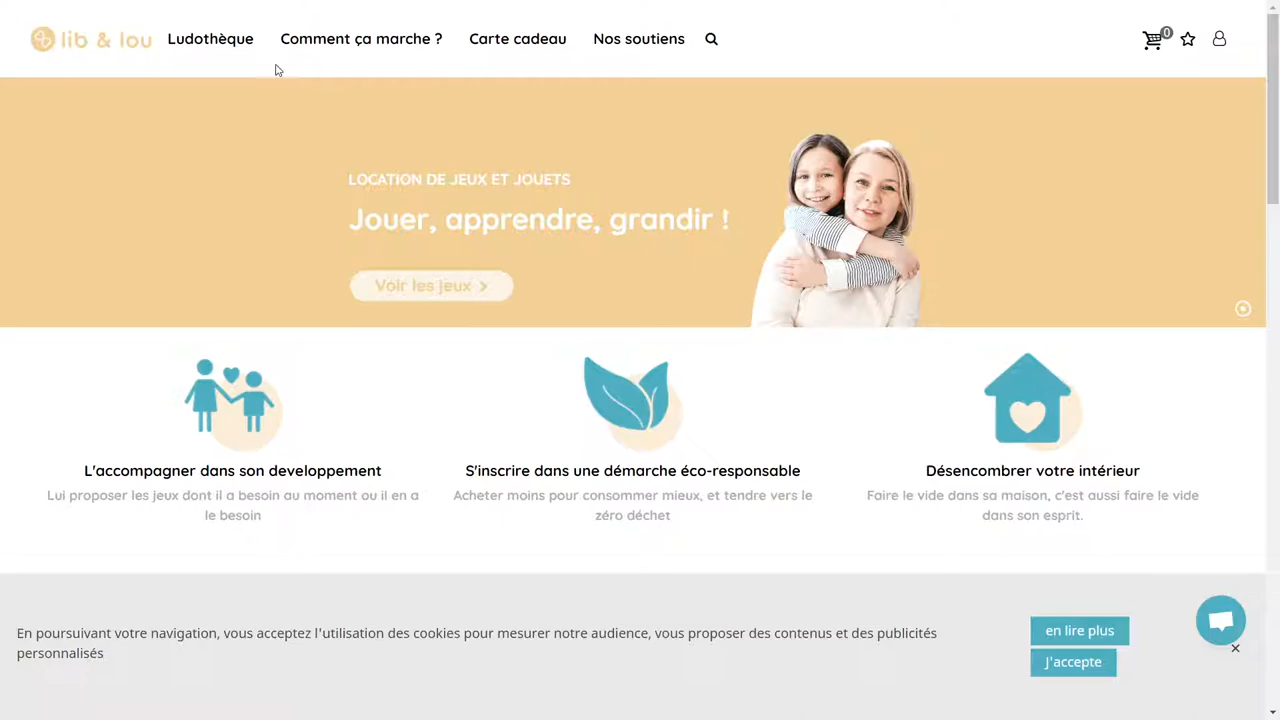 lib & lou
Ludothèque
Comment ça marche ?
Carte cadeau
Nos soutiens
0
LOCATION DE JEUX ET JOUETS
Jouer, apprendre, grandir !
Voir les jeux
L'accompagner dans son developpement
Lui proposer les jeux dont il a besoin au moment ou il en a
le besoin
S'inscrire dans une démarche éco-responsable
Acheter moins pour consommer mieux, et tendre vers le
zéro déchet
Désencombrer votre intérieur
Faire le vide dans sa maison, c'est aussi faire le vide
dans son esprit.
En poursuivant votre navigation, vous acceptez l'utilisation des cookies pour mesurer notre audience, vous proposer des contenus et des publicités
personnalisés
en lire plus
J'accepte